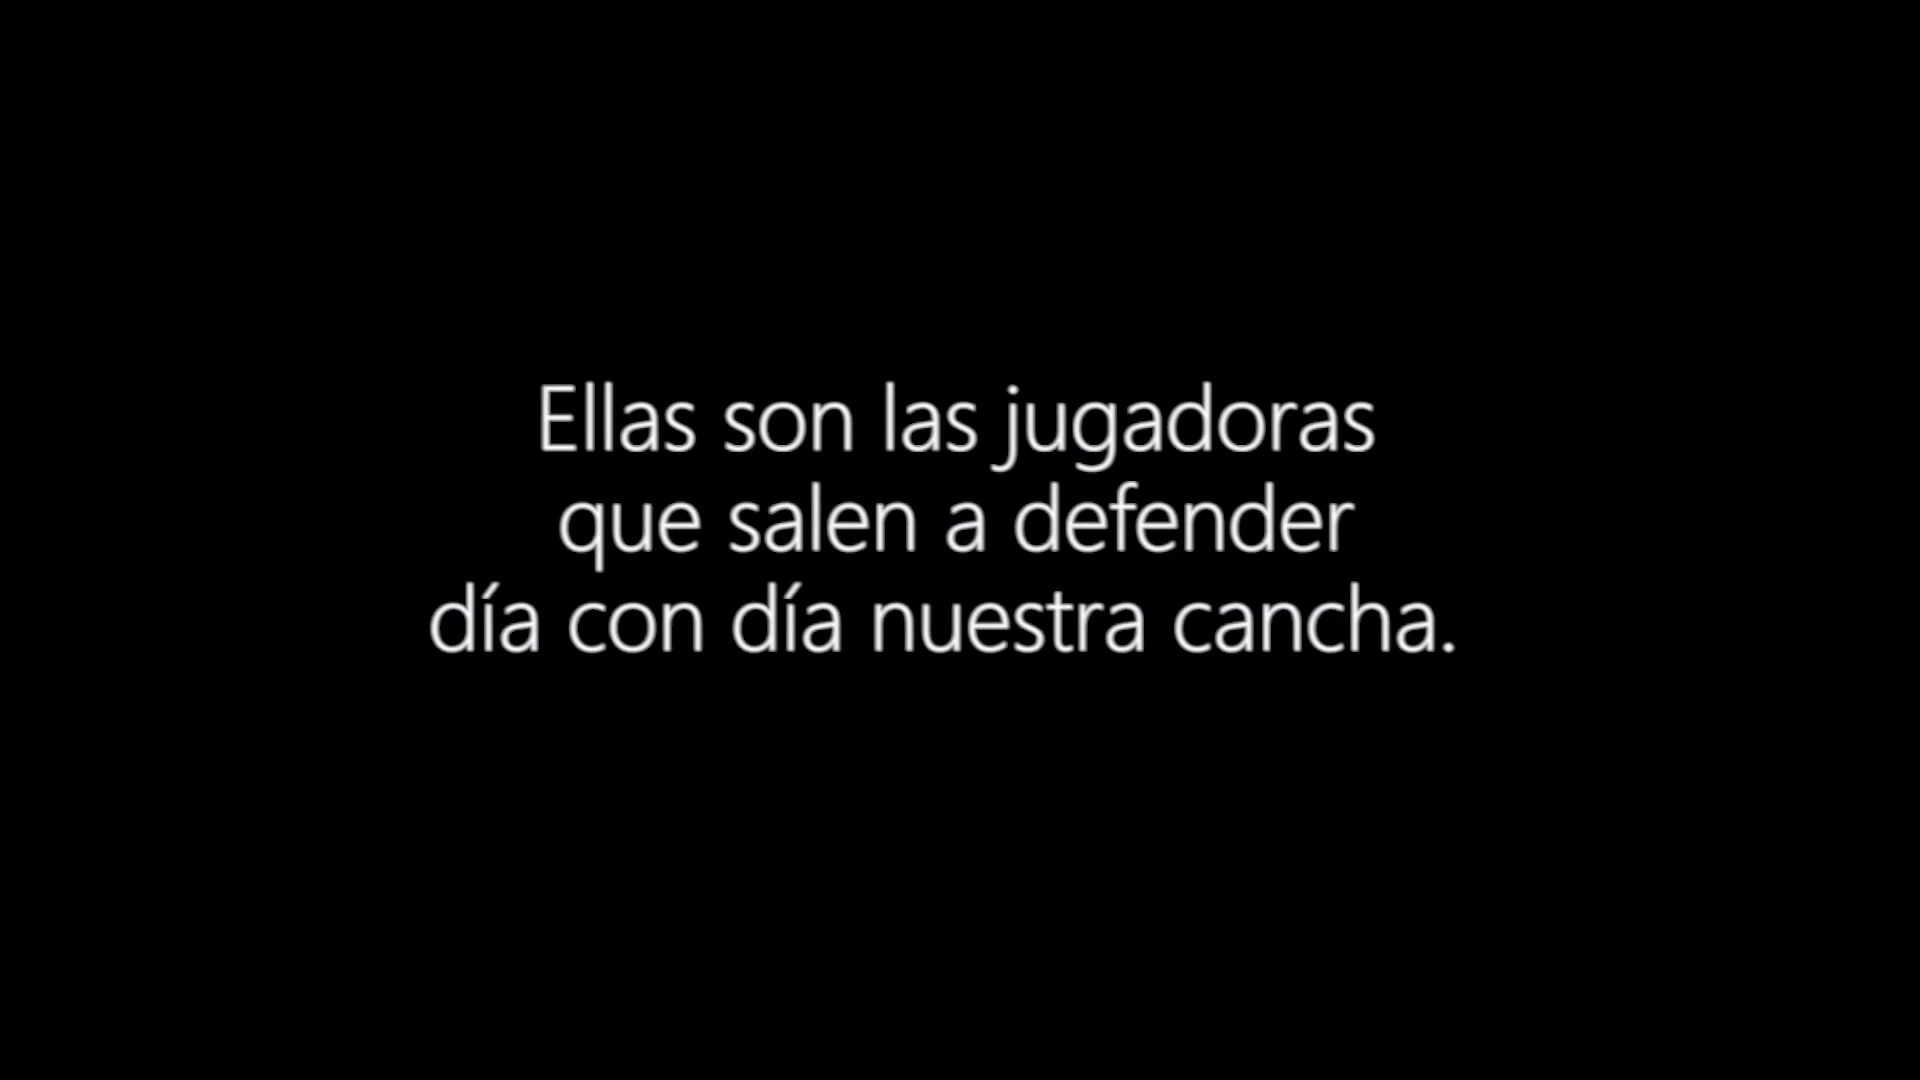 Ellas son las jugadoras
que salen a defender
día con día nuestra cancha.